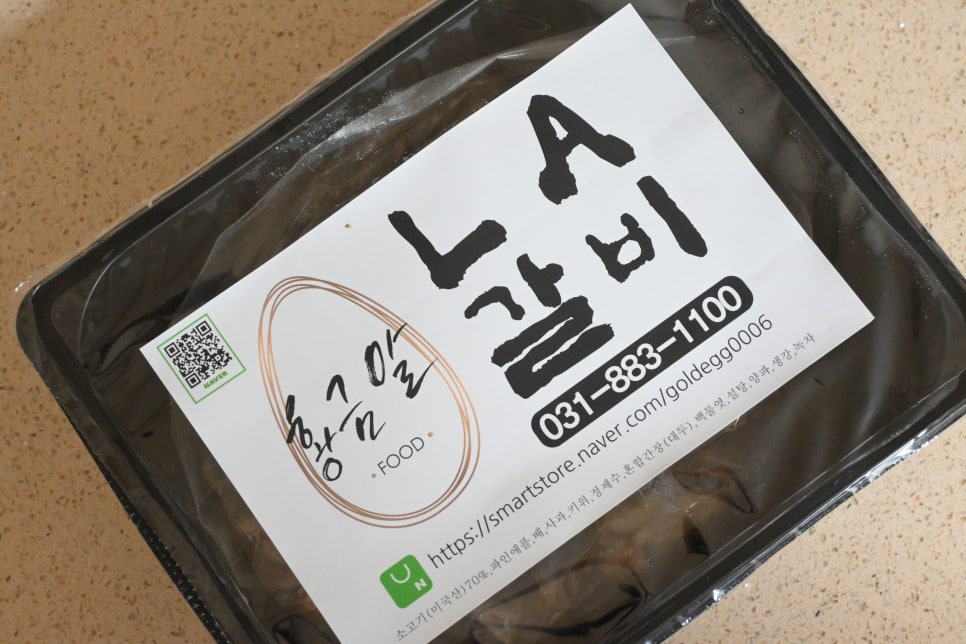 LA
갈비
031-883-1100
https://smartstore.naver.com/goldegg0006
소고기(미국산)70%,파인애플,배,사과,키위,정제수,혼합간장(대두),백물엿,설탕,양파,생강,녹차
황금알
FOOD
NAVER
N